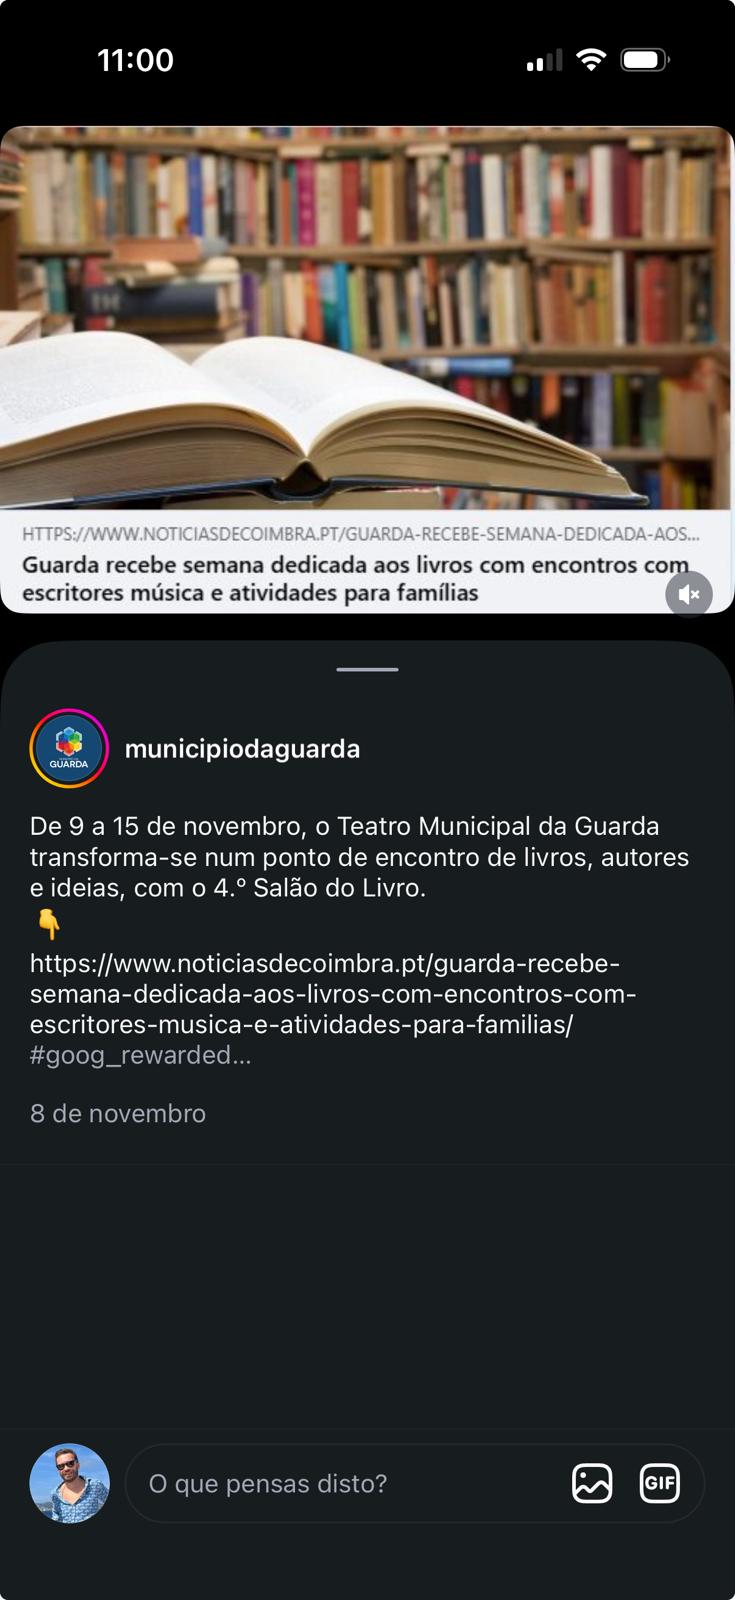 11:00
HTTPS://WWW.NOTICIASDECOIMBRA.PT/GUARDA-RECEBE-SEMANA-DEDICADA-AOS...
Guarda recebe semana dedicada aos livros com encontros com
escritores música e atividades para famílias
GUARDA
municipiodaguarda
De 9 a 15 de novembro, o Teatro Municipal da Guarda
transforma-se num ponto de encontro de livros, autores
e ideias, com o 4.º Salão do Livro.
👇
https://www.noticiasdecoimbra.pt/guarda-recebe-
semana-dedicada-aos-livros-com-encontros-com-
escritores-musica-e-atividades-para-familias/
#goog_rewarded...
8 de novembro
O que pensas disto?
GIF